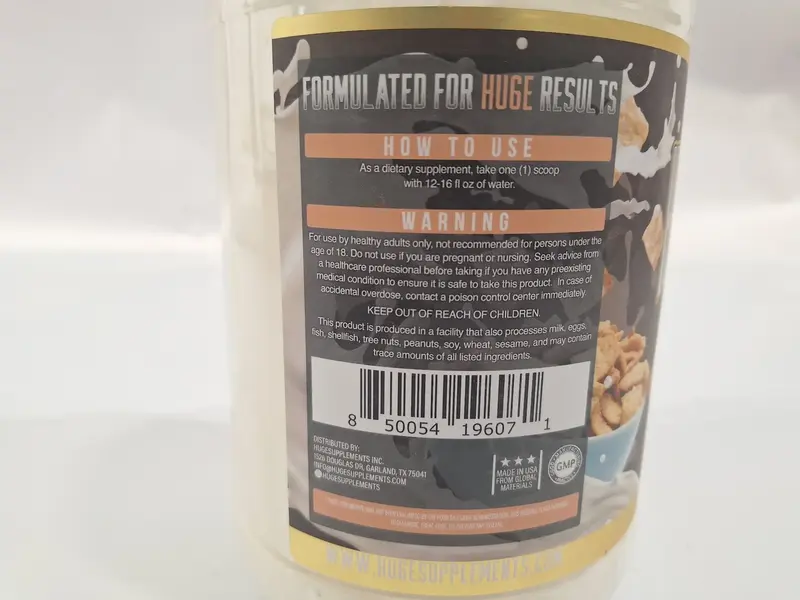 FORMULATED FOR HUGE RESULTS
HOW TO USE
As a dietary supplement, take one (1) scoop
with 12-16 fl oz of water.
WARNING
For use by healthy adults only, not recommended for persons under the
age of 18. Do not use if you are pregnant or nursing. Seek advice from
a healthcare professional before taking if you have any preexisting
medical condition to ensure it is safe to take this product. In case of
accidental overdose, contact a poison control center immediately.
KEEP OUT OF REACH OF CHILDREN.
This product is produced in a facility that also processes milk, eggs,
fish, shellfish, tree nuts, peanuts, soy, wheat, sesame, and may contain
trace amounts of all listed ingredients.
8 50054 19607 1
DISTRIBUTED BY:
HUGESUPPLEMENTS INC.
1520 DOUGLAS DR, GARLAND, TX 75041
INFO@HUGESUPPLEMENTS.COM
HUGESUPPLEMENTS
MADE IN USA
FROM GLOBAL
MATERIALS
GMP
WWW.HUGESUPPLEMENTS.COM